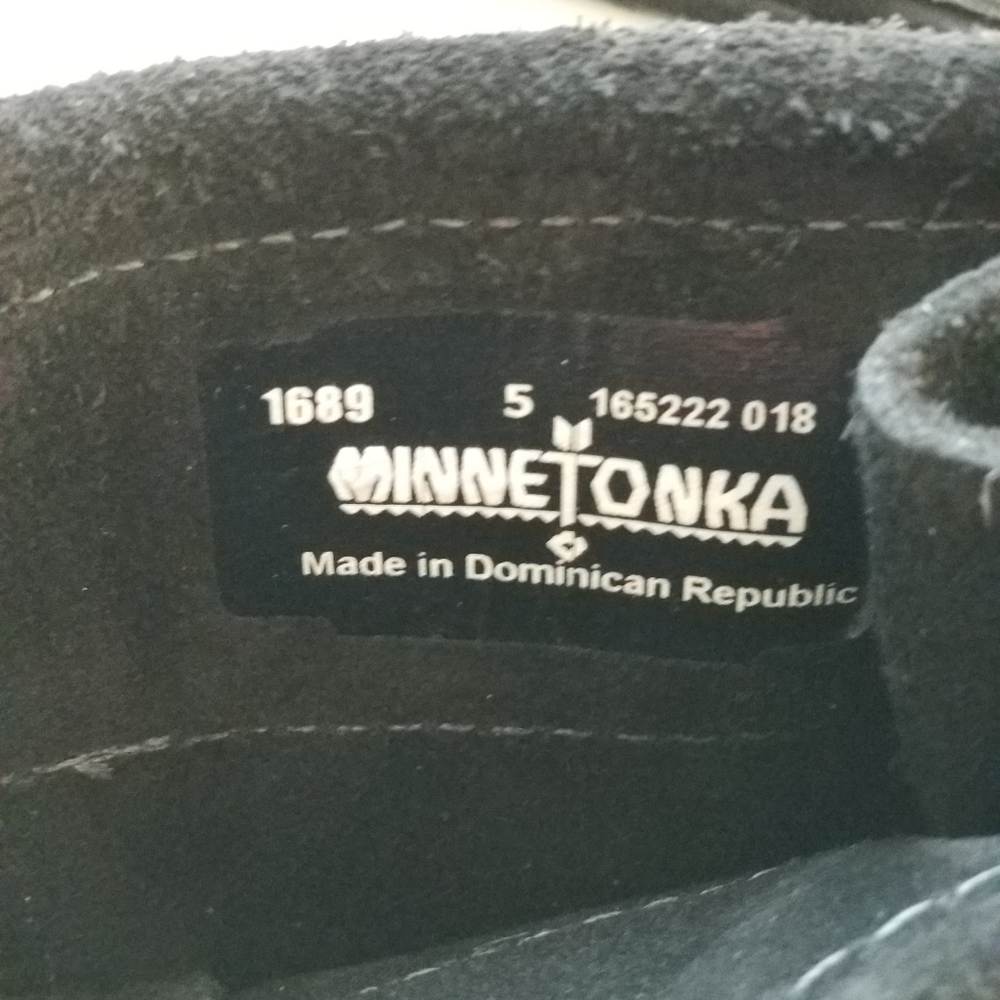 1689 5 165222 018
MINNETONKA
Made in Dominican Republic